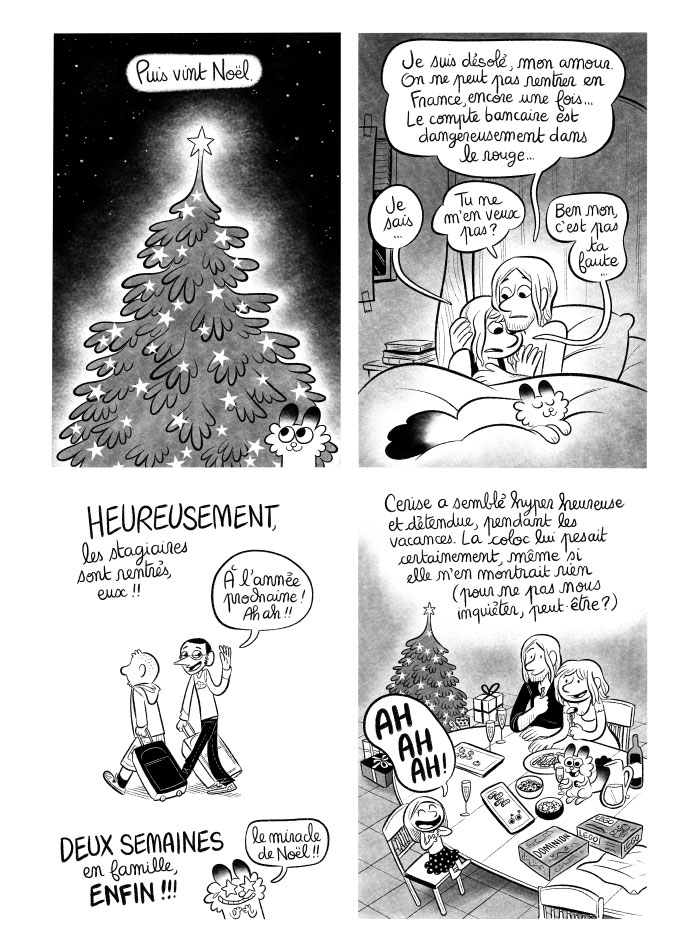 Puis vint Noël.
Je suis désolé, mon amour.
On ne peut pas rentrer en
France, encore une fois...
Le compte bancaire est
dangereusement dans
le rouge...
Je
sais
...
Tu ne
m'en veux
pas ?
Ben non,
c'est pas
ta
faute
...
HEUREUSEMENT,
les stagiaires
sont rentrés,
eux !!
À l'année
prochaine !
Ah ah !!
DEUX SEMAINES
en famille,
ENFIN !!!
le miracle
de Noël !!
Cerise a semblé hyper heureuse
et détendue, pendant les
vacances. La coloc lui pesait
certainement, même si
elle n'en montrait rien
(pour ne pas nous
inquiéter, peut-être ?)
AH
AH
AH !
DOMINION
LEGO
LEGO